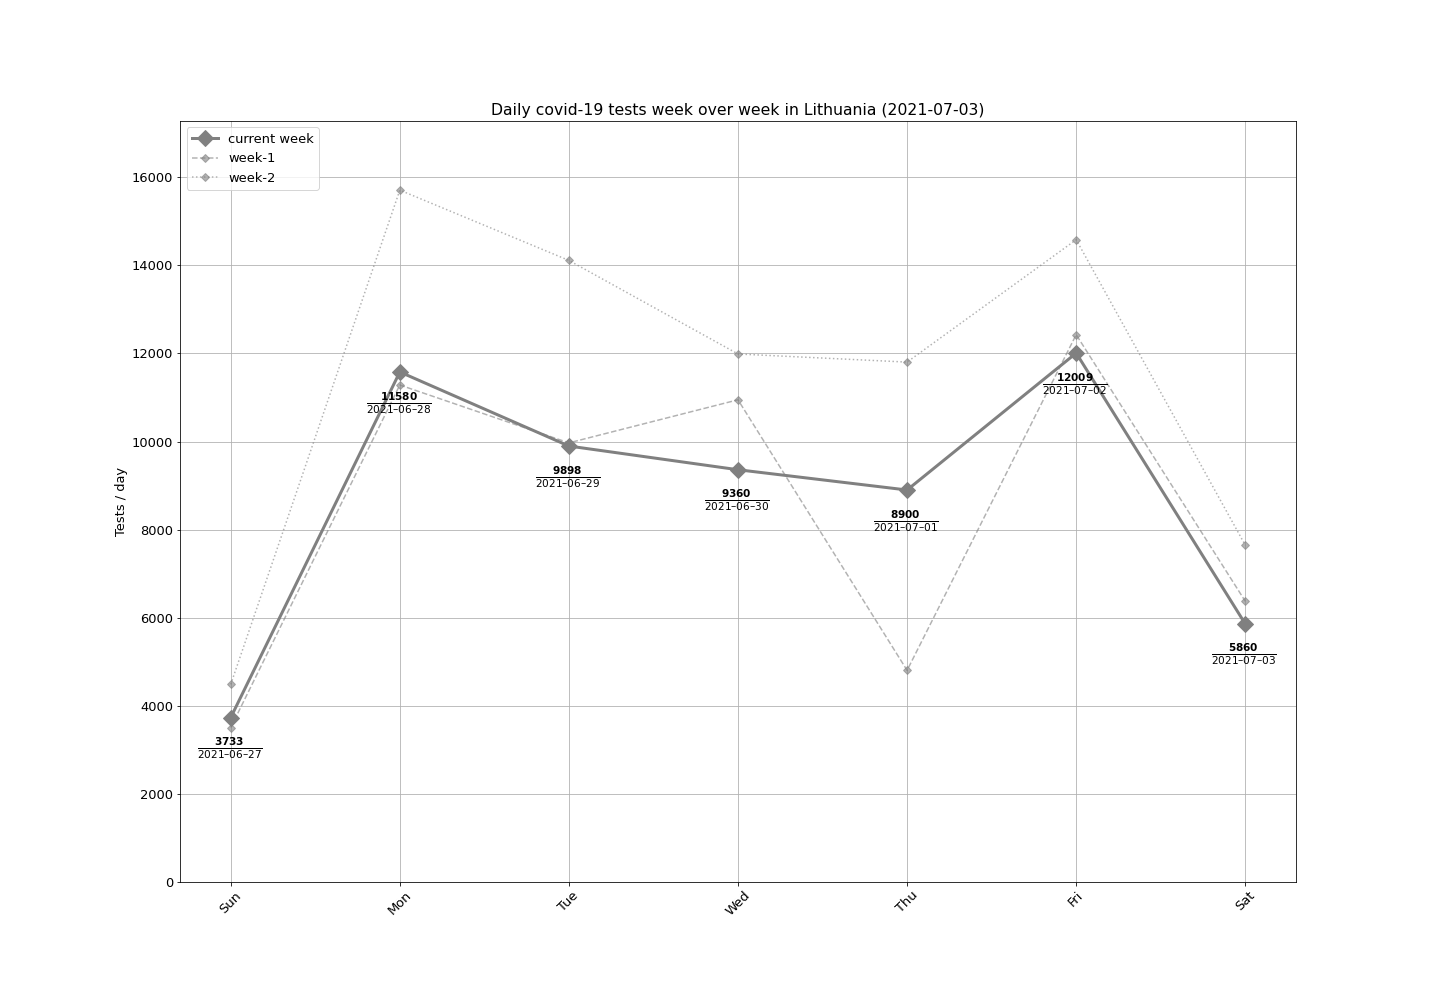 Daily covid-19 tests week over week in Lithuania (2021-07-03)
current week
week-1
week-2
16000
14000
12000
10000
8000
6000
4000
2000
0
Tests / day
3733
2021-06-27
11580
2021-06-28
9898
2021-06-29
9360
2021-06-30
8900
2021-07-01
12009
2021-07-02
5860
2021-07-03
Sun
Mon
Tue
Wed
Thu
Fri
Sat